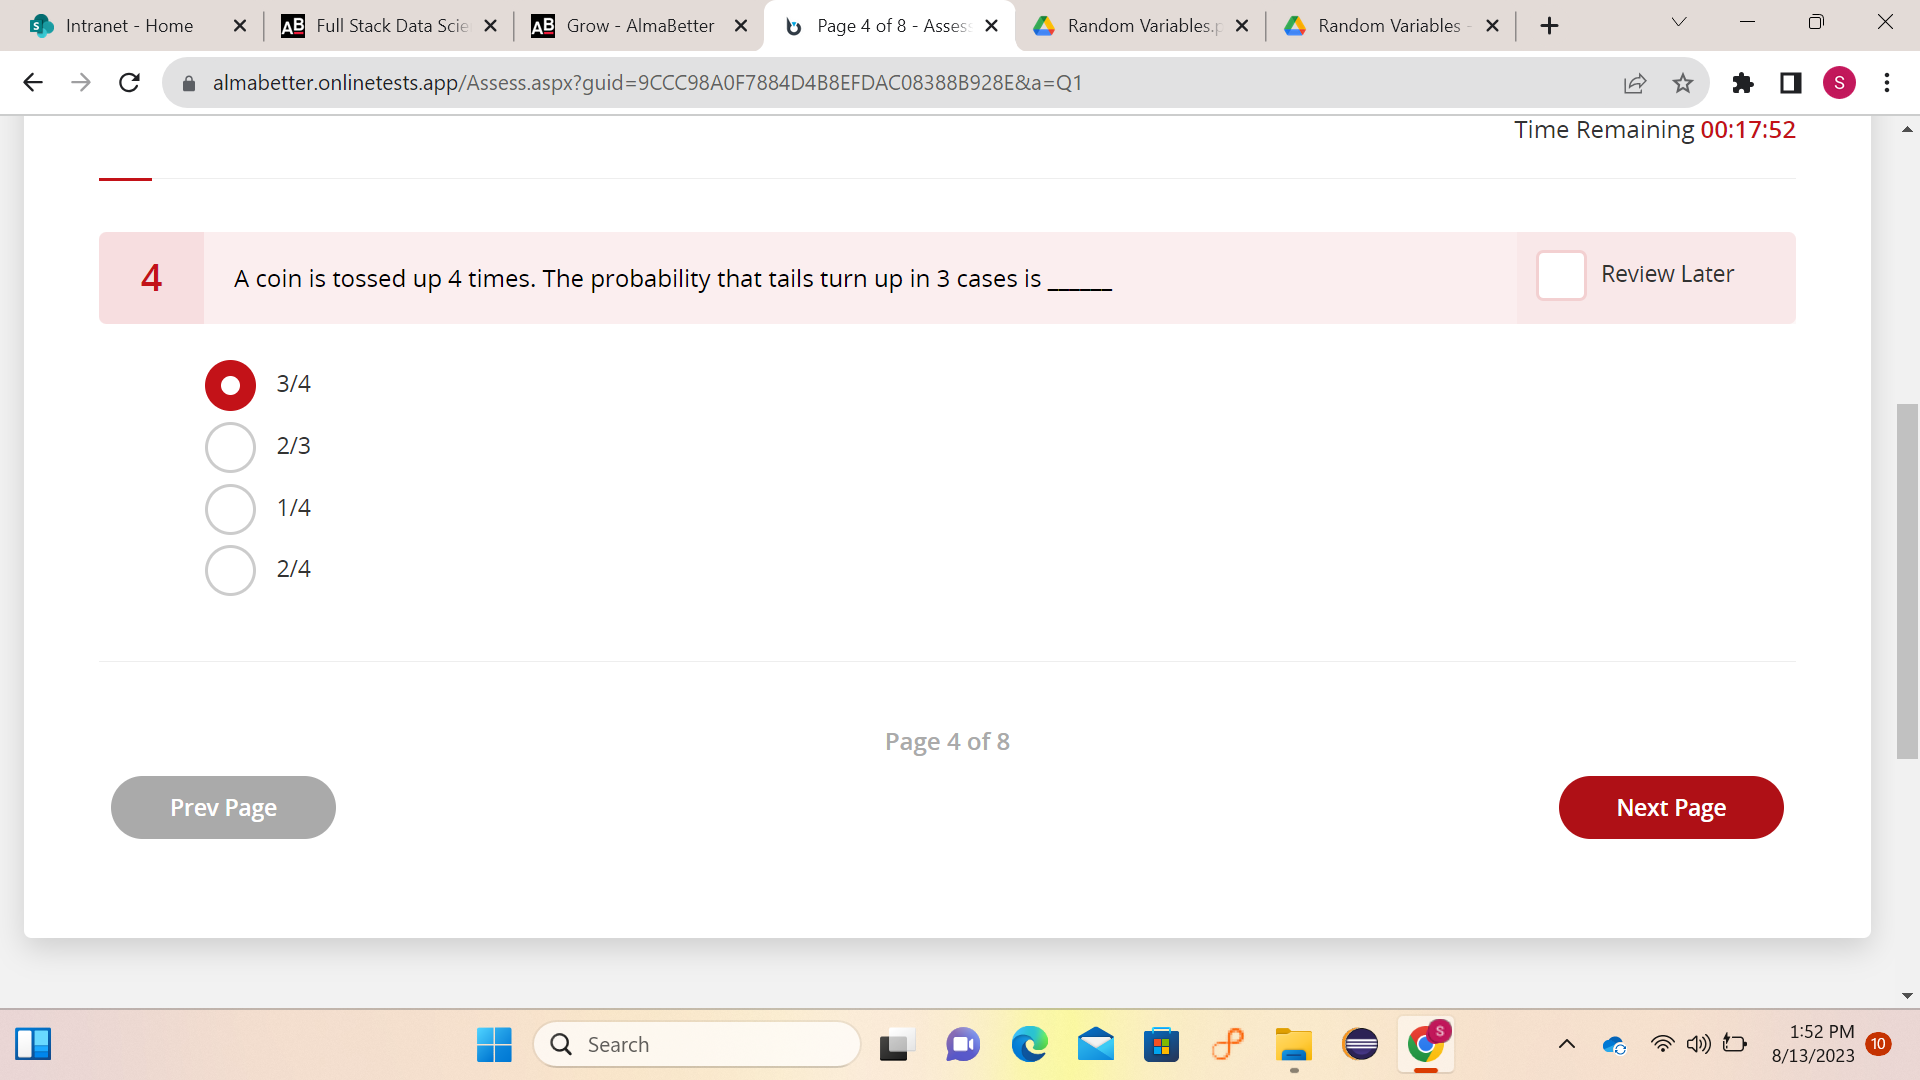 Intranet - Home
AB Full Stack Data Scie
AB Grow - AlmaBetter
Page 4 of 8 - Assess
Random Variables.p
Random Variables -
almabetter.onlinetests.app/Assess.aspx?guid=9CCC98A0F7884D4B8EFDAC08388B928E&a=Q1
S
Time Remaining 00:17:52
4 A coin is tossed up 4 times. The probability that tails turn up in 3 cases is ______
Review Later
3/4
2/3
1/4
2/4
Page 4 of 8
Prev Page
Next Page
Search
S
1:52 PM
8/13/2023
10